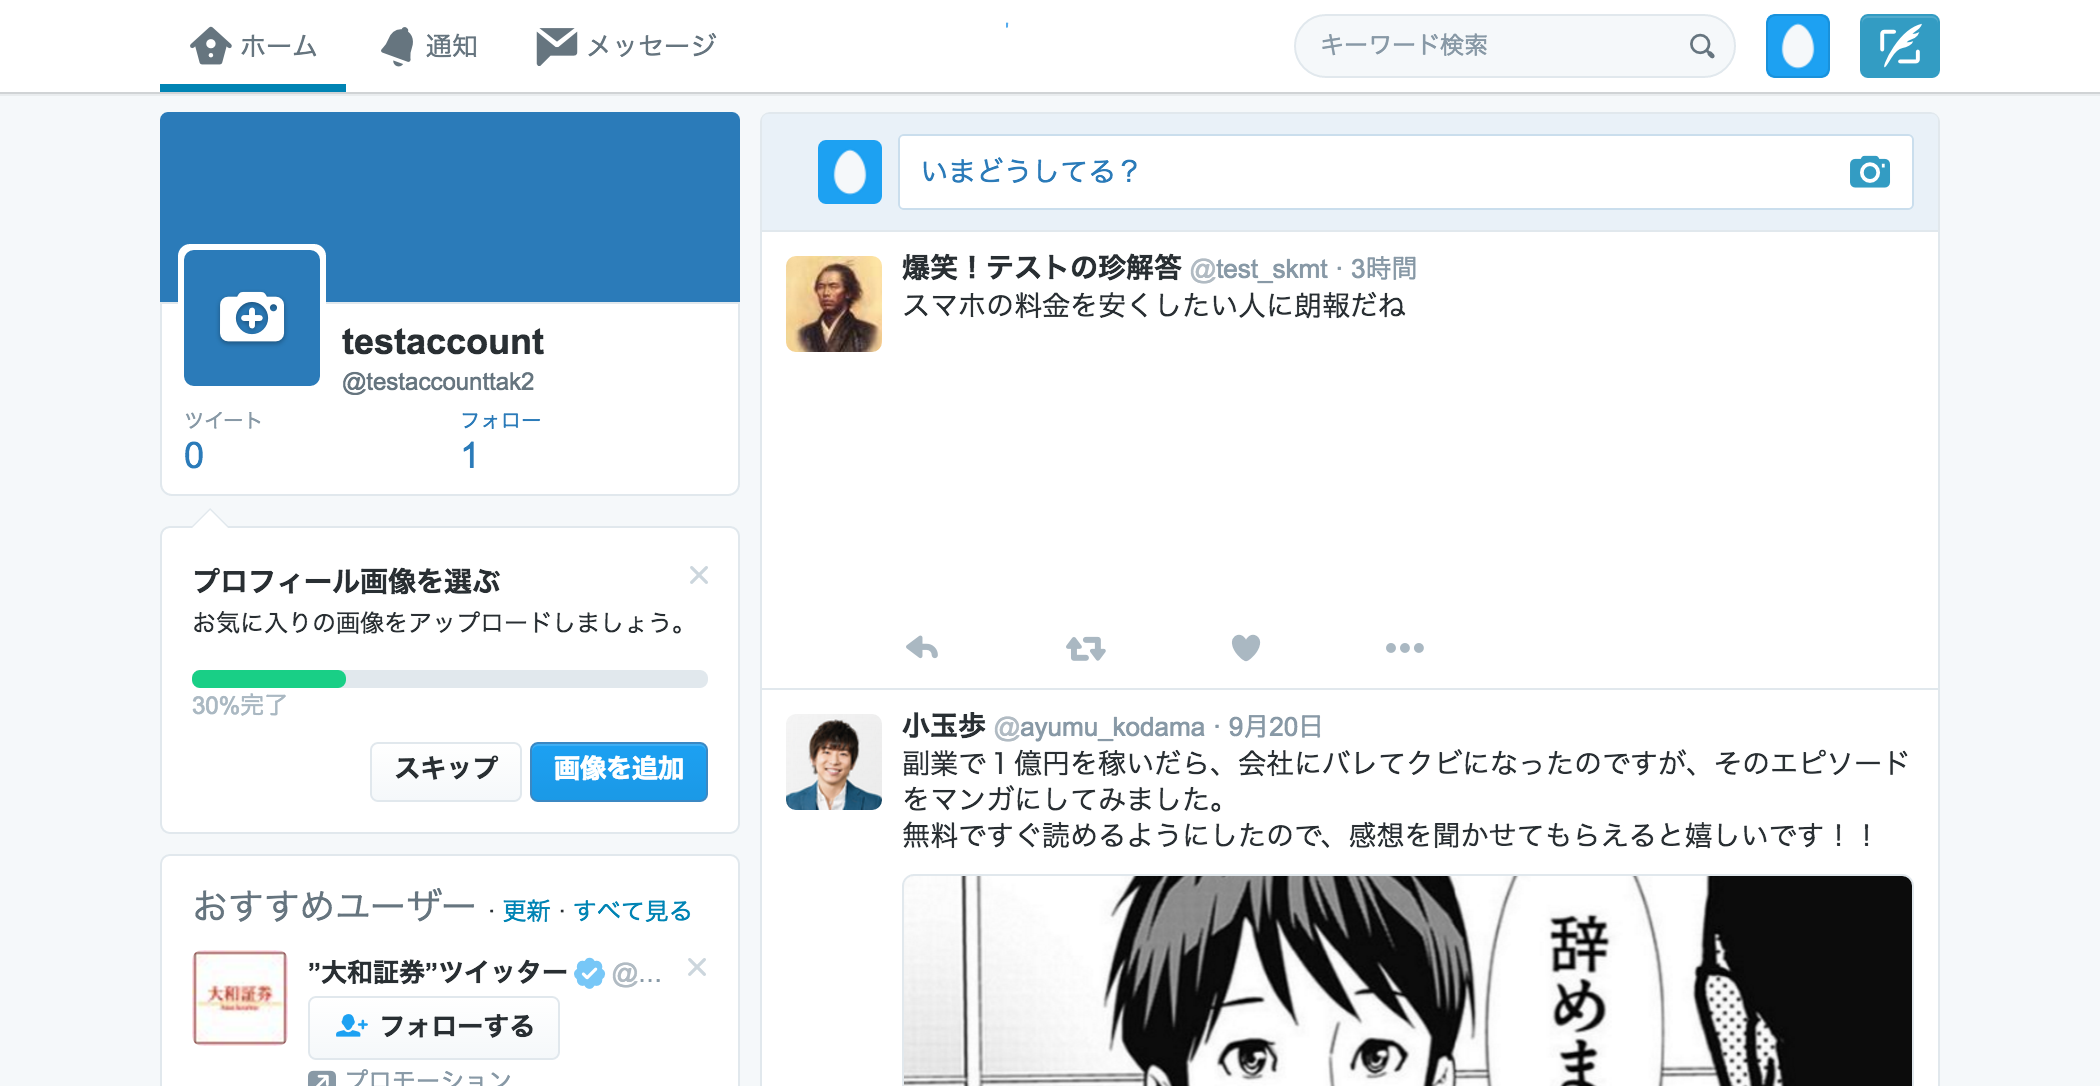 ホーム 通知 メッセージ キーワード検索
testaccount
@testaccounttak2
ツイート フォロー
0 1
プロフィール画像を選ぶ
お気に入りの画像をアップロードしましょう。
30%完了
スキップ 画像を追加
おすすめユーザー · 更新 · すべて見る
大和証券
”大和証券”ツイッター @...
フォローする
プロモーション
いまどうしてる？
爆笑！テストの珍解答 @test_skmt · 3時間
スマホの料金を安くしたい人に朗報だね
小玉歩 @ayumu_kodama · 9月20日
副業で１億円を稼いだら、会社にバレてクビになったのですが、そのエピソード
をマンガにしてみました。
無料ですぐ読めるようにしたので、感想を聞かせてもらえると嬉しいです！！
辞めま